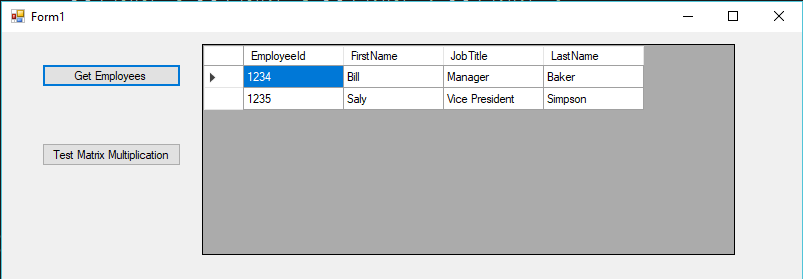 Form1
Get Employees
Test Matrix Multiplication
EmployeeId FirstName JobTitle LastName
1234 Bill Manager Baker
1235 Saly Vice President Simpson